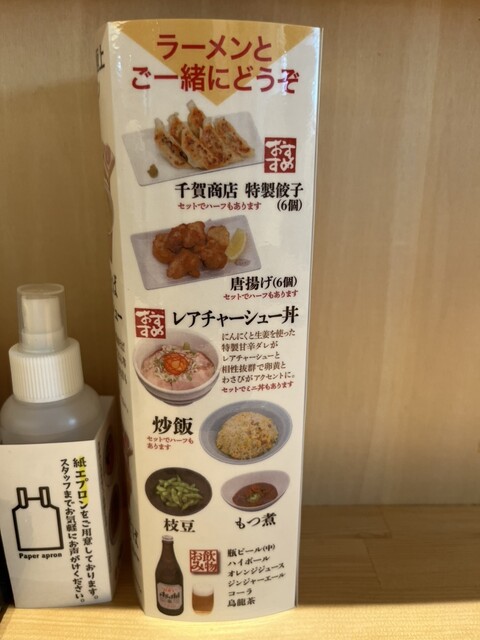 ラーメンと
ご一緒にどうぞ
おすすめ
千賀商店 特製餃子
セットでハーフもあります
(6個)
唐揚げ(6個)
セットでハーフもあります
おすすめ
レアチャーシュー丼
にんにくと生姜を使った
特製甘辛ダレが
レアチャーシューと
相性抜群で卵黄と
わさびがアクセントに。
セットでミニ丼もあります
炒飯
セットでハーフも
あります
枝豆
もつ煮
お飲みもの
瓶ビール(中)
ハイボール
オレンジジュース
ジンジャーエール
コーラ
烏龍茶
Asahi
紙エプロンをご用意しております。
スタッフまでお気軽にお声がけください。
Paper apron
上